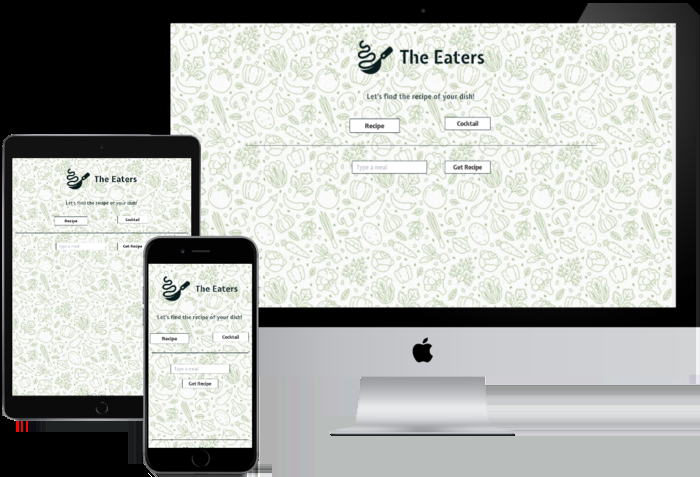 The Eaters
Let's find the recipe of your dish!
Recipe
Cocktail
Type a meal
Get Recipe
The Eaters
Let's find the recipe of your dish!
Recipe
Cocktail
Type a meal
Get Recipe
The Eaters
Let's find the recipe of your dish!
Recipe
Cocktail
Type a meal
Get Recipe